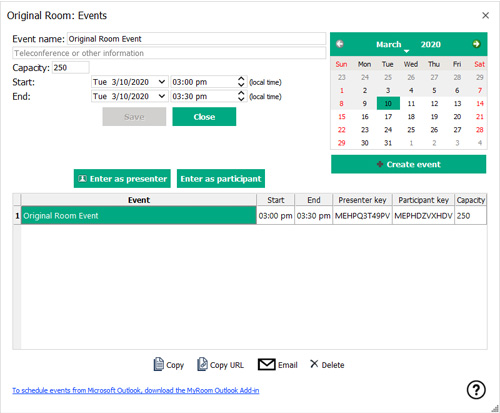 Original Room: Events
Event name: Original Room Event
Teleconference or other information
Capacity: 250
Start: Tue 3/10/2020 03:00 pm (local time)
End: Tue 3/10/2020 03:30 pm (local time)
Save Close
March 2020
Sun Mon Tue Wed Thu Fri Sat
23 24 25 26 27 28 29
1 2 3 4 5 6 7
8 9 10 11 12 13 14
15 16 17 18 19 20 21
22 23 24 25 26 27 28
29 30 31 1 2 3 4
Create event
Enter as presenter Enter as participant
Event Start End Presenter key Participant key Capacity
1 Original Room Event 03:00 pm 03:30 pm MEHPQ3T49PV MEPHDZVXHDV 250
Copy Copy URL Email Delete
To schedule events from Microsoft Outlook, download the MyRoom Outlook Add-in
?